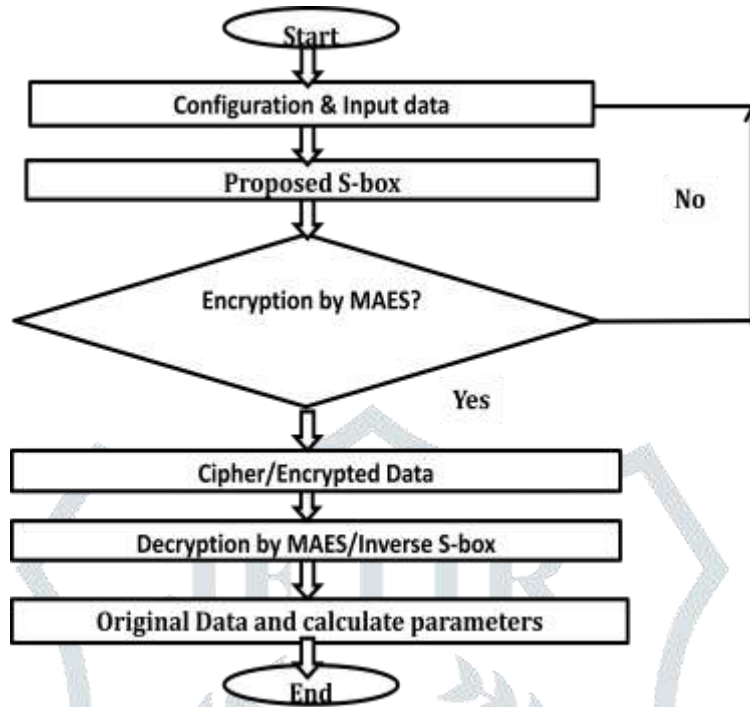 Start
Configuration & Input data
Proposed S-box
No
Encryption by MAES?
Yes
Cipher/Encrypted Data
Decryption by MAES/Inverse S-box
JETIR
Original Data and calculate parameters
End